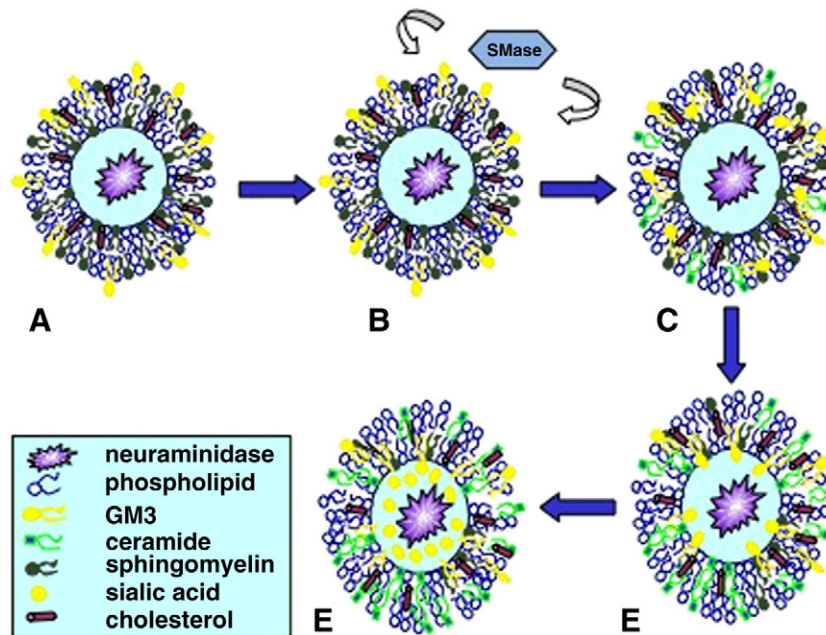 SMase
A
B
C
E
E
neuraminidase
phospholipid
GM3
ceramide
sphingomyelin
sialic acid
cholesterol